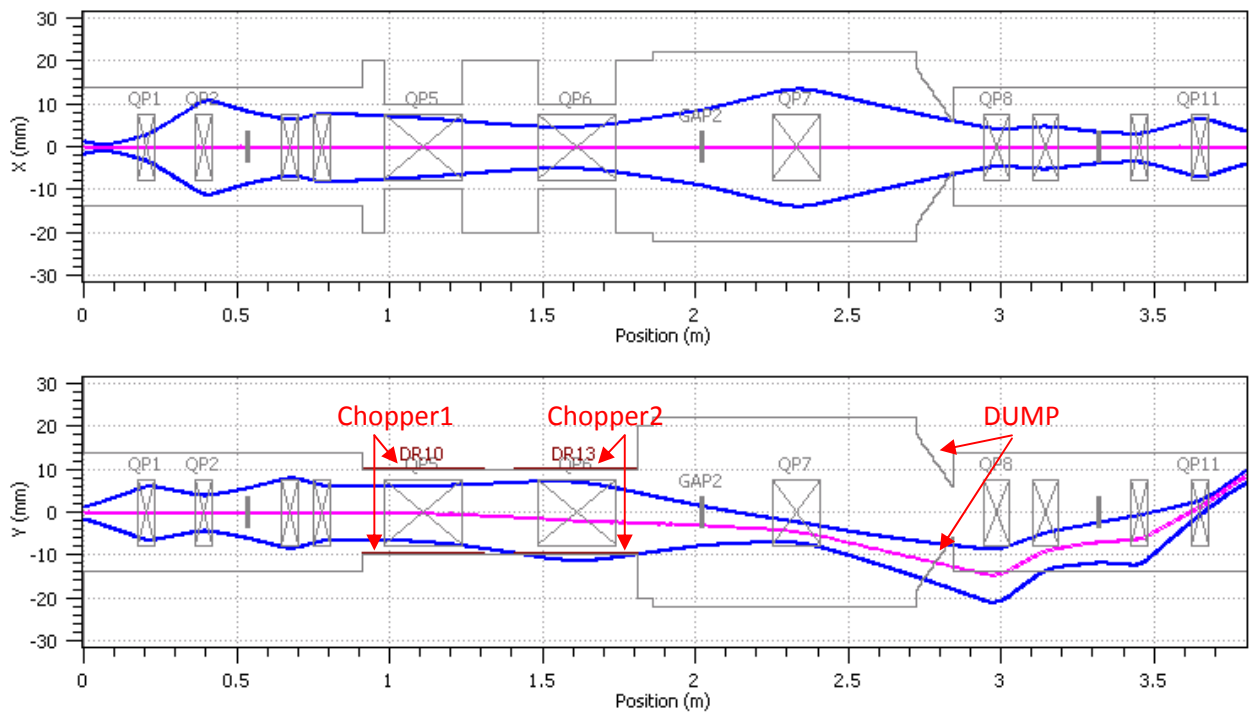 30
20
10
0
-10
-20
-30
X (mm)
QP1 QP2 QP5 QP6 GAP2 QP7 QP8 QP11
0 0.5 1 1.5 2 2.5 3 3.5
Position (m)
30
20
10
0
-10
-20
-30
Y (mm)
Chopper1 Chopper2 DUMP
DR10 DR13
QP1 QP2 QP5 QP6 GAP2 QP7 QP8 QP11
0 0.5 1 1.5 2 2.5 3 3.5
Position (m)